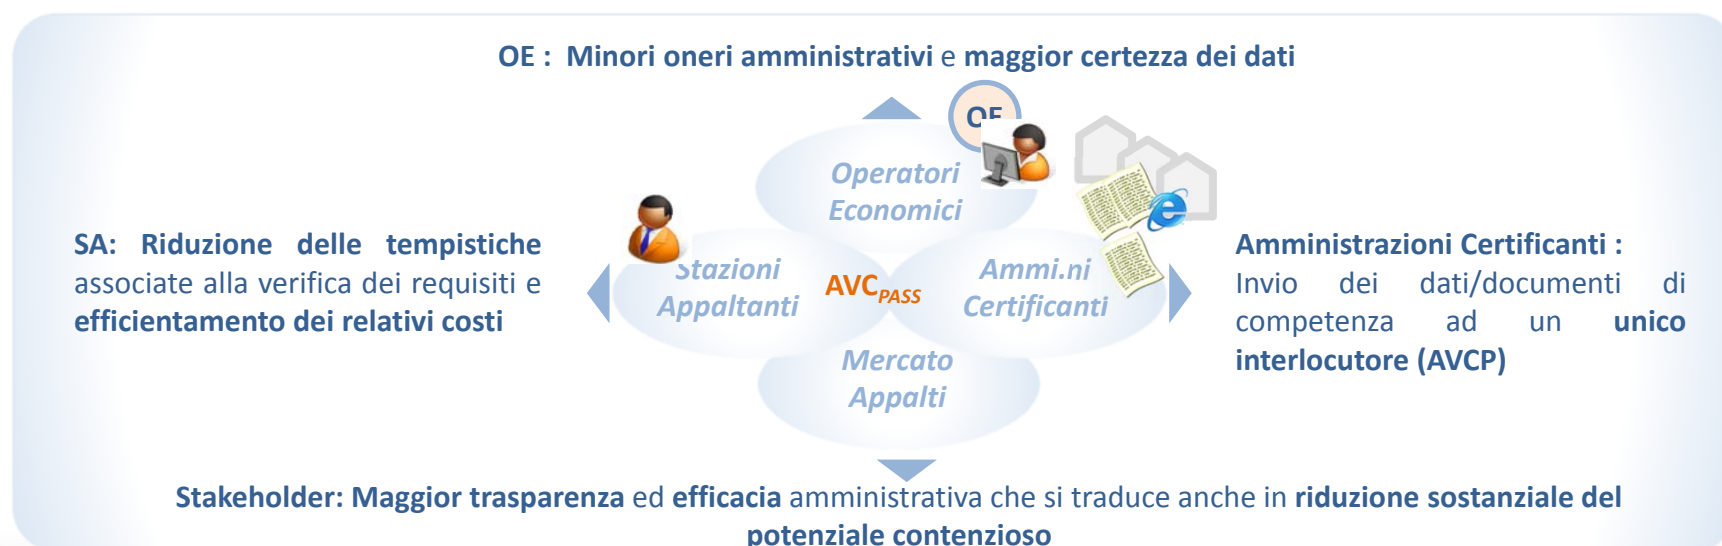 OE : Minori oneri amministrativi e maggior certezza dei dati
OE
Operatori
Economici
SA: Riduzione delle tempistiche
associate alla verifica dei requisiti e
efficientamento dei relativi costi
Stazioni
Appaltanti
AVCPASS
Ammi.ni
Certificanti
Amministrazioni Certificanti :
Invio dei dati/documenti di
competenza ad un unico
interlocutore (AVCP)
Mercato
Appalti
Stakeholder: Maggior trasparenza ed efficacia amministrativa che si traduce anche in riduzione sostanziale del
potenziale contenzioso